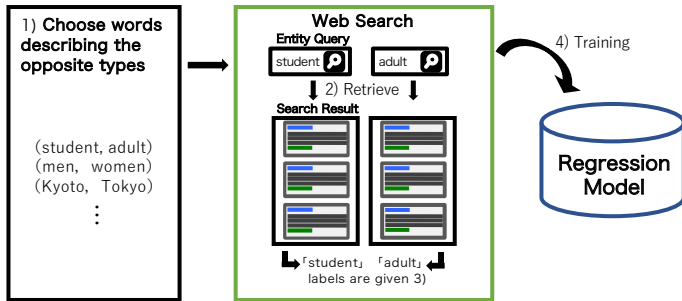 1) Choose words
describing the
opposite types
(student, adult)
(men, women)
(Kyoto, Tokyo)
⋮
Web Search
Entity Query
student
adult
2) Retrieve
Search Result
「student」 「adult」
labels are given 3)
4) Training
Regression
Model